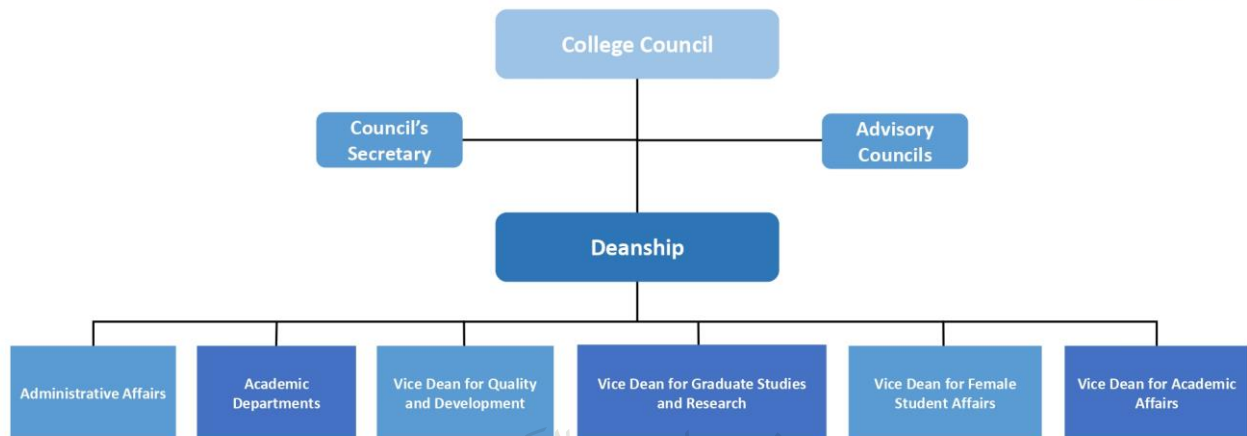 College Council
Council's
Secretary
Advisory
Councils
Deanship
Administrative Affairs
Academic
Departments
Vice Dean for Quality
and Development
Vice Dean for Graduate Studies
and Research
Vice Dean for Female
Student Affairs
Vice Dean for Academic
Affairs